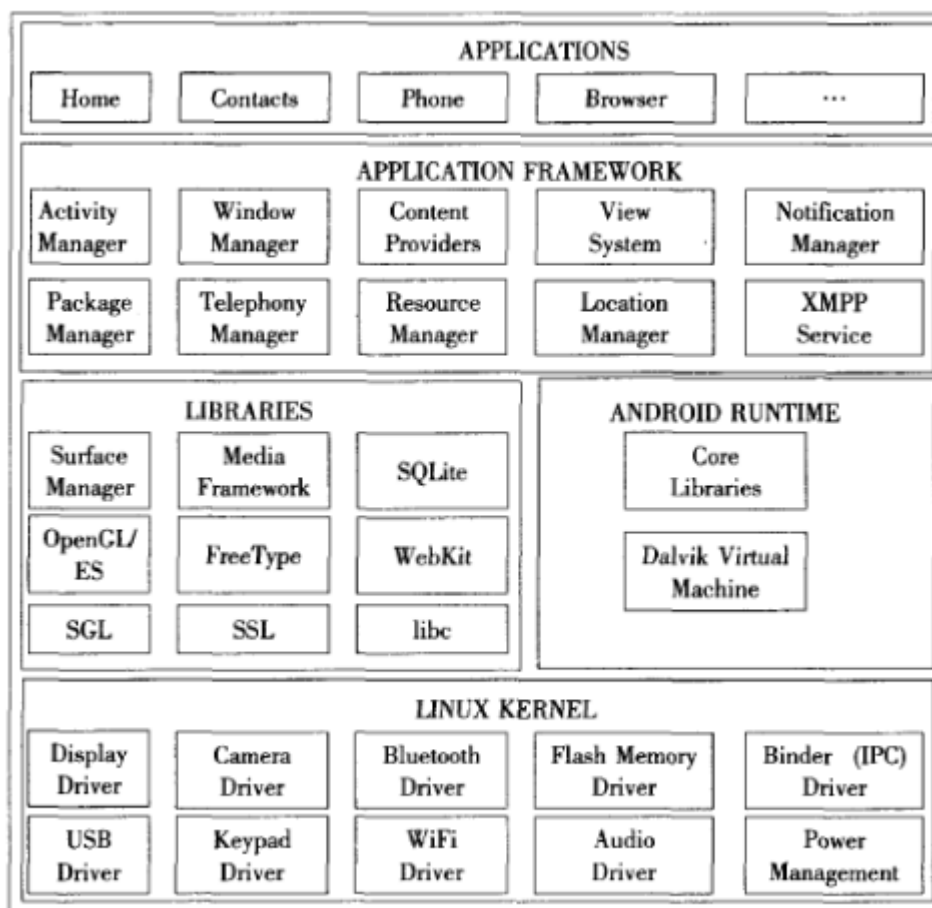 APPLICATIONS
Home
Contacts
Phone
Browser
...
APPLICATION FRAMEWORK
Activity
Manager
Window
Manager
Content
Providers
View
System
Notification
Manager
Package
Manager
Telephony
Manager
Resource
Manager
Location
Manager
XMPP
Service
LIBRARIES
Surface
Manager
Media
Framework
SQLite
OpenGL/
ES
FreeType
WebKit
SGL
SSL
libc
ANDROID RUNTIME
Core
Libraries
Dalvik Virtual
Machine
LINUX KERNEL
Display
Driver
Camera
Driver
Bluetooth
Driver
Flash Memory
Driver
Binder (IPC)
Driver
USB
Driver
Keypad
Driver
WiFi
Driver
Audio
Driver
Power
Management